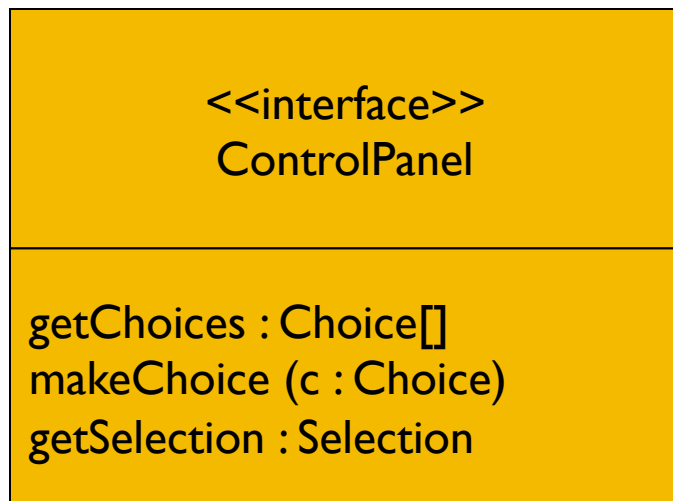 <<interface>>
ControlPanel
getChoices : Choice[]
makeChoice (c : Choice)
getSelection : Selection